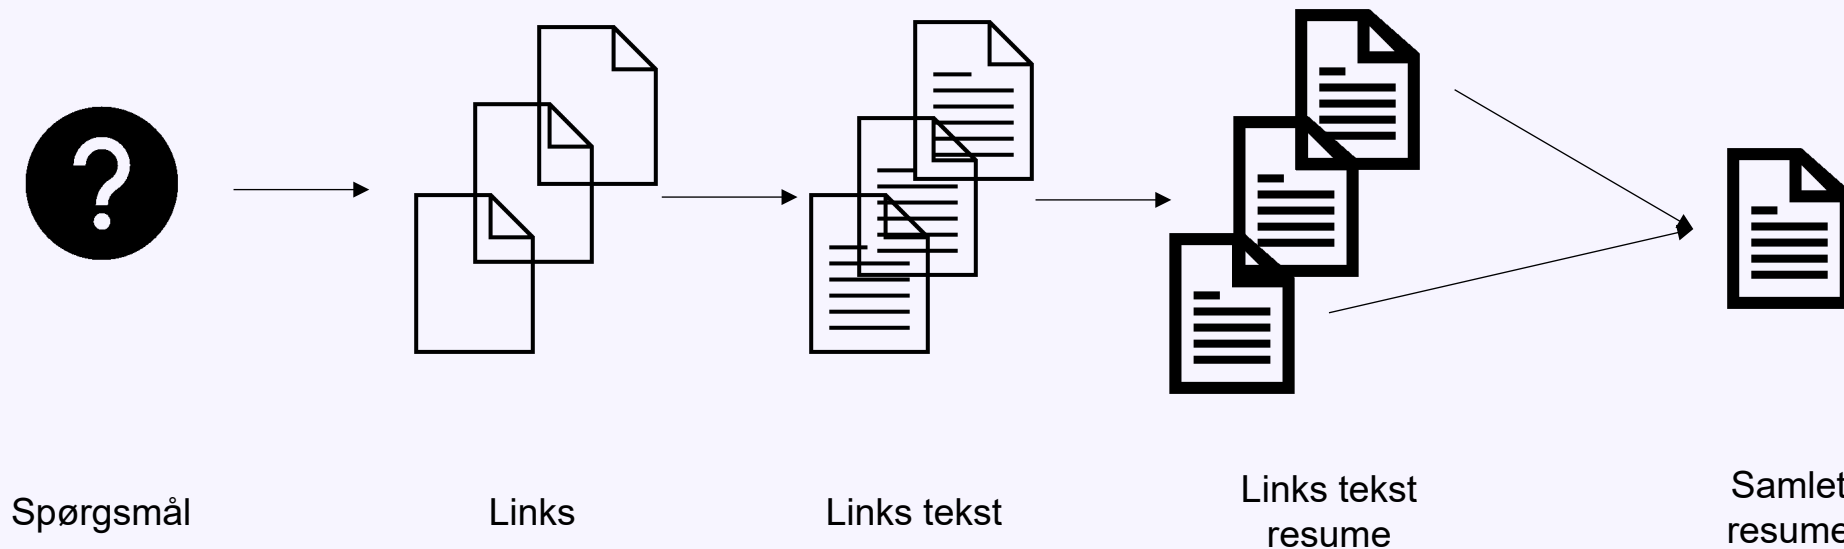 Spørgsmål
Links
Links tekst
Links tekst
resume
Samlet
resume